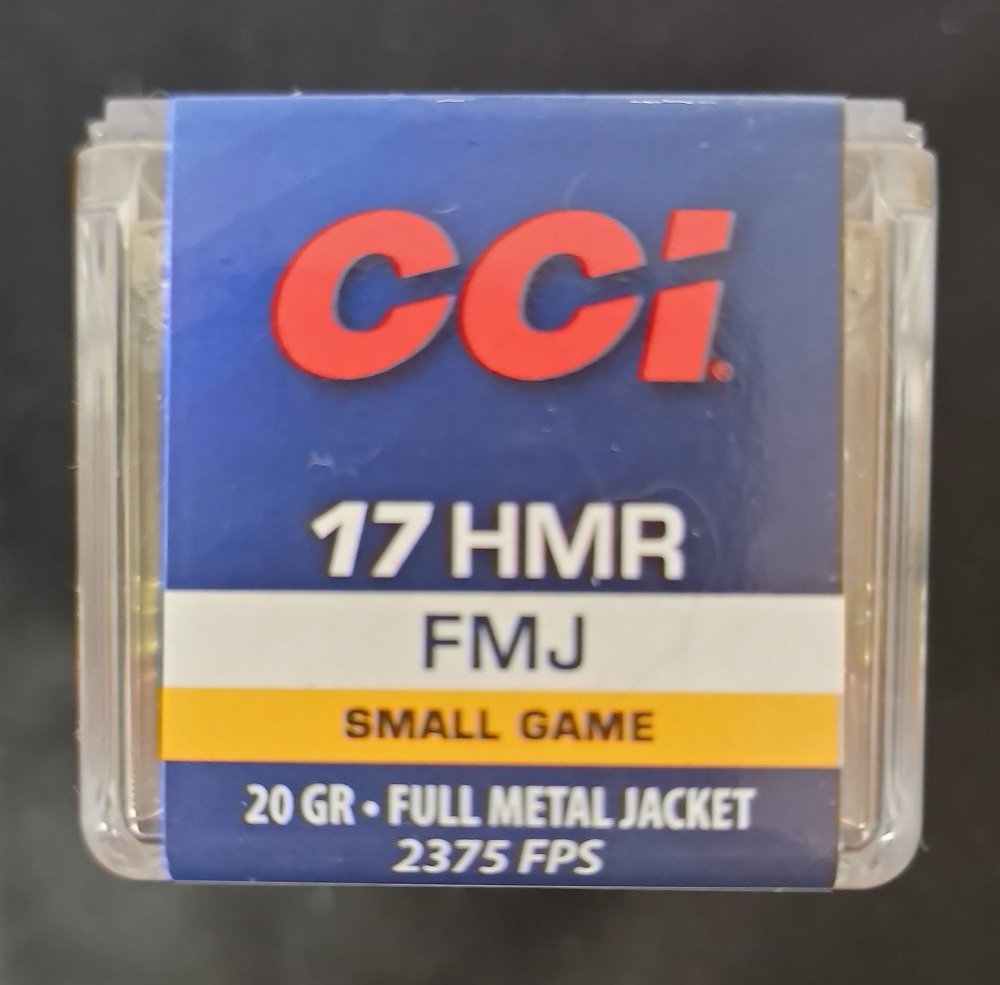 CCI®
17 HMR
FMJ
SMALL GAME
20 GR • FULL METAL JACKET
2375 FPS